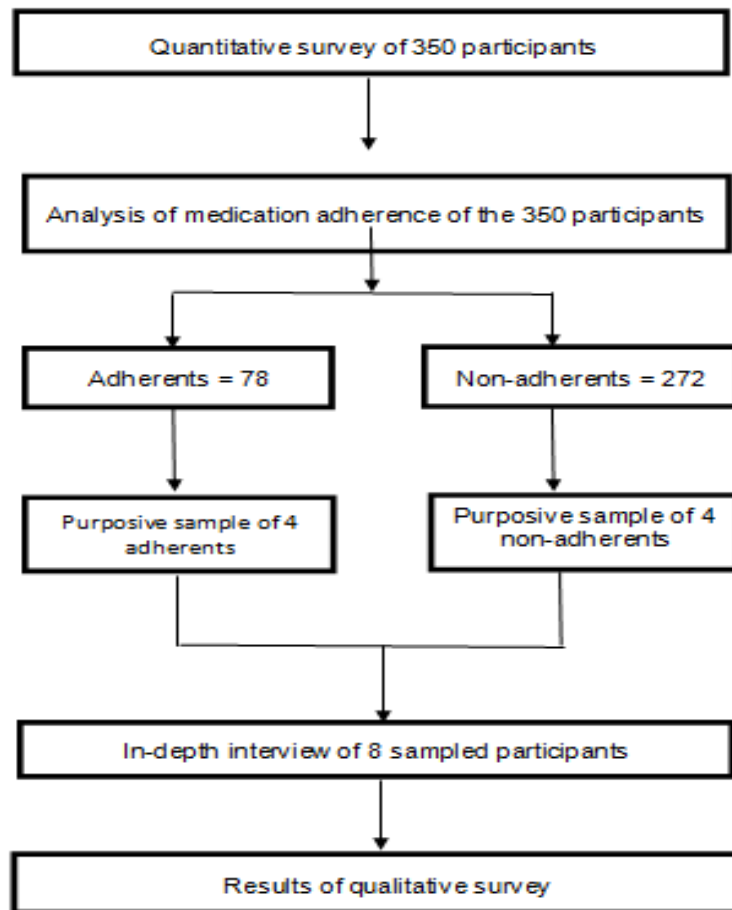 Quantitative survey of 350 participants
Analysis of medication adherence of the 350 participants
Adherents = 78
Non-adherents = 272
Purposive sample of 4
adherents
Purposive sample of 4
non-adherents
In-depth interview of 8 sampled participants
Results of qualitative survey